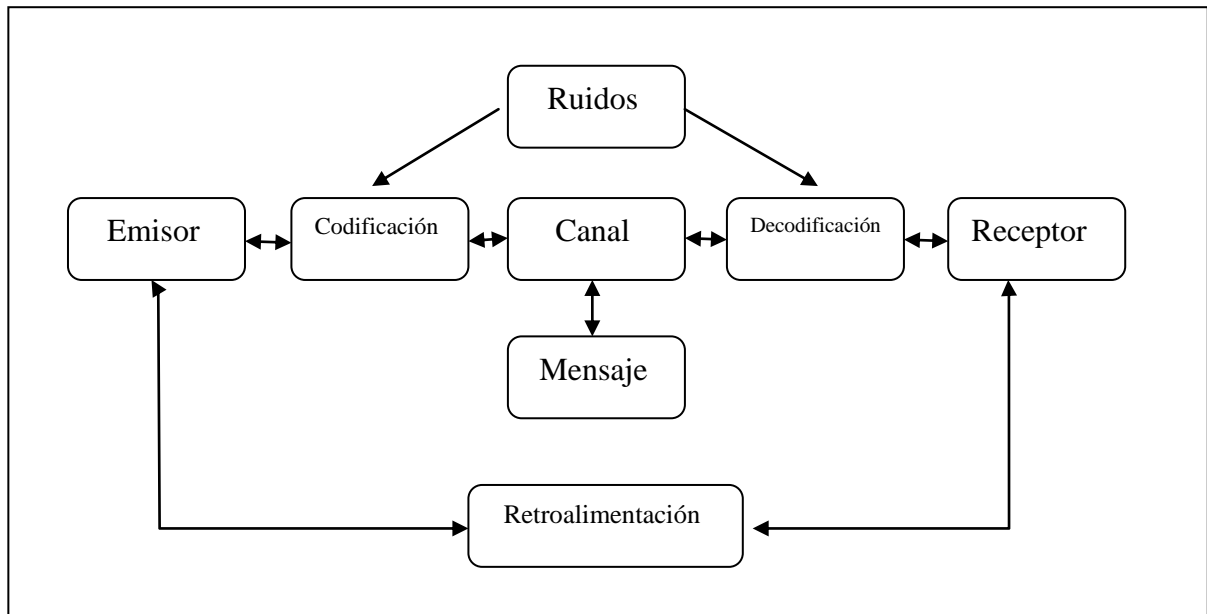 Ruidos
Emisor
Codificación
Canal
Decodificación
Receptor
Mensaje
Retroalimentación